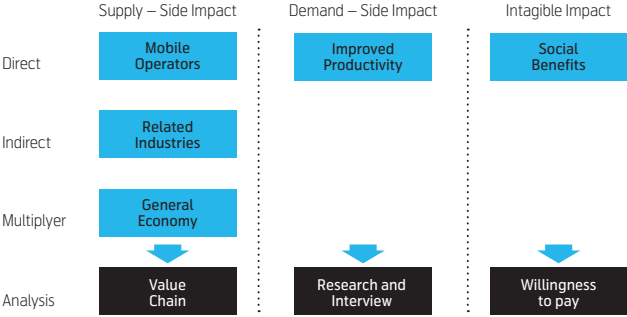 Supply – Side Impact
Demand – Side Impact
Intagible Impact
Direct
Mobile
Operators
Improved
Productivity
Social
Benefits
Indirect
Related
Industries
Multiplyer
General
Economy
Analysis
Value
Chain
Research and
Interview
Willingness
to pay